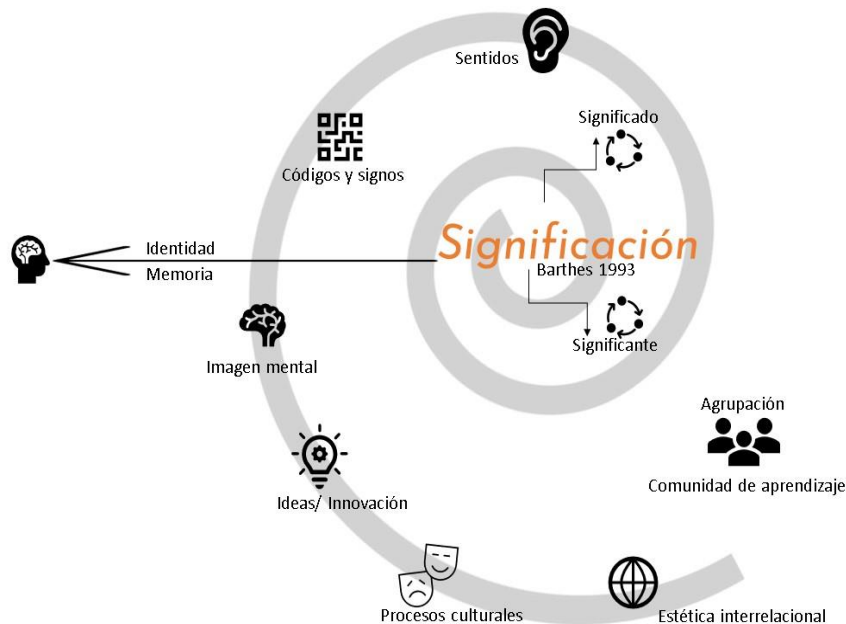 Sentidos
Significado
Códigos y signos
Significación
Identidad
Barthes 1993
Memoria
Significante
Imagen mental
Agrupación
Comunidad de aprendizaje
Ideas/ Innovación
Procesos culturales
Estética interrelacional